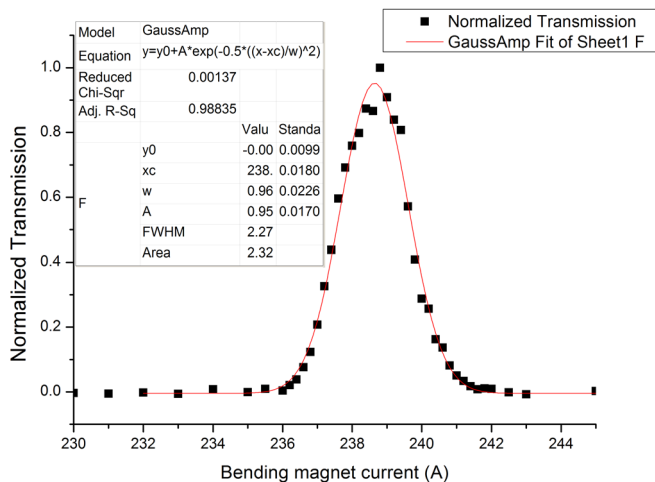 Model GaussAmp
Equation y=y0+A*exp(-0.5*((x-xc)/w)^2)
Reduced Chi-Sqr 0.00137
Adj. R-Sq 0.98835
Valu Standa
y0 -0.00 0.0099
xc 238. 0.0180
F w 0.96 0.0226
A 0.95 0.0170
FWHM 2.27
Area 2.32
Normalized Transmission
GaussAmp Fit of Sheet1 F
Normalized Transmission
1.0
0.8
0.6
0.4
0.2
0.0
230 232 234 236 238 240 242 244
Bending magnet current (A)